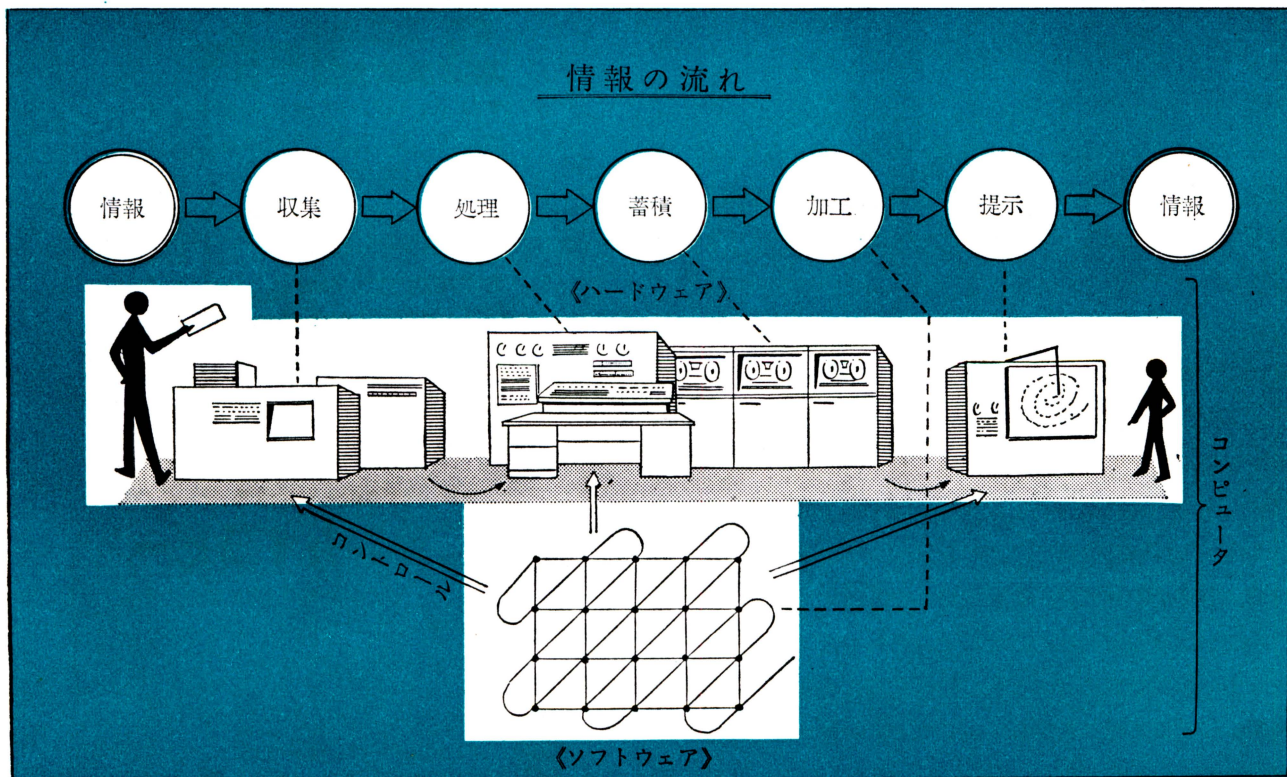 情報の流れ
情報
収集
処理
蓄積
加工
提示
情報
《ハードウェア》
コンピュータ
コントロール
《ソフトウェア》